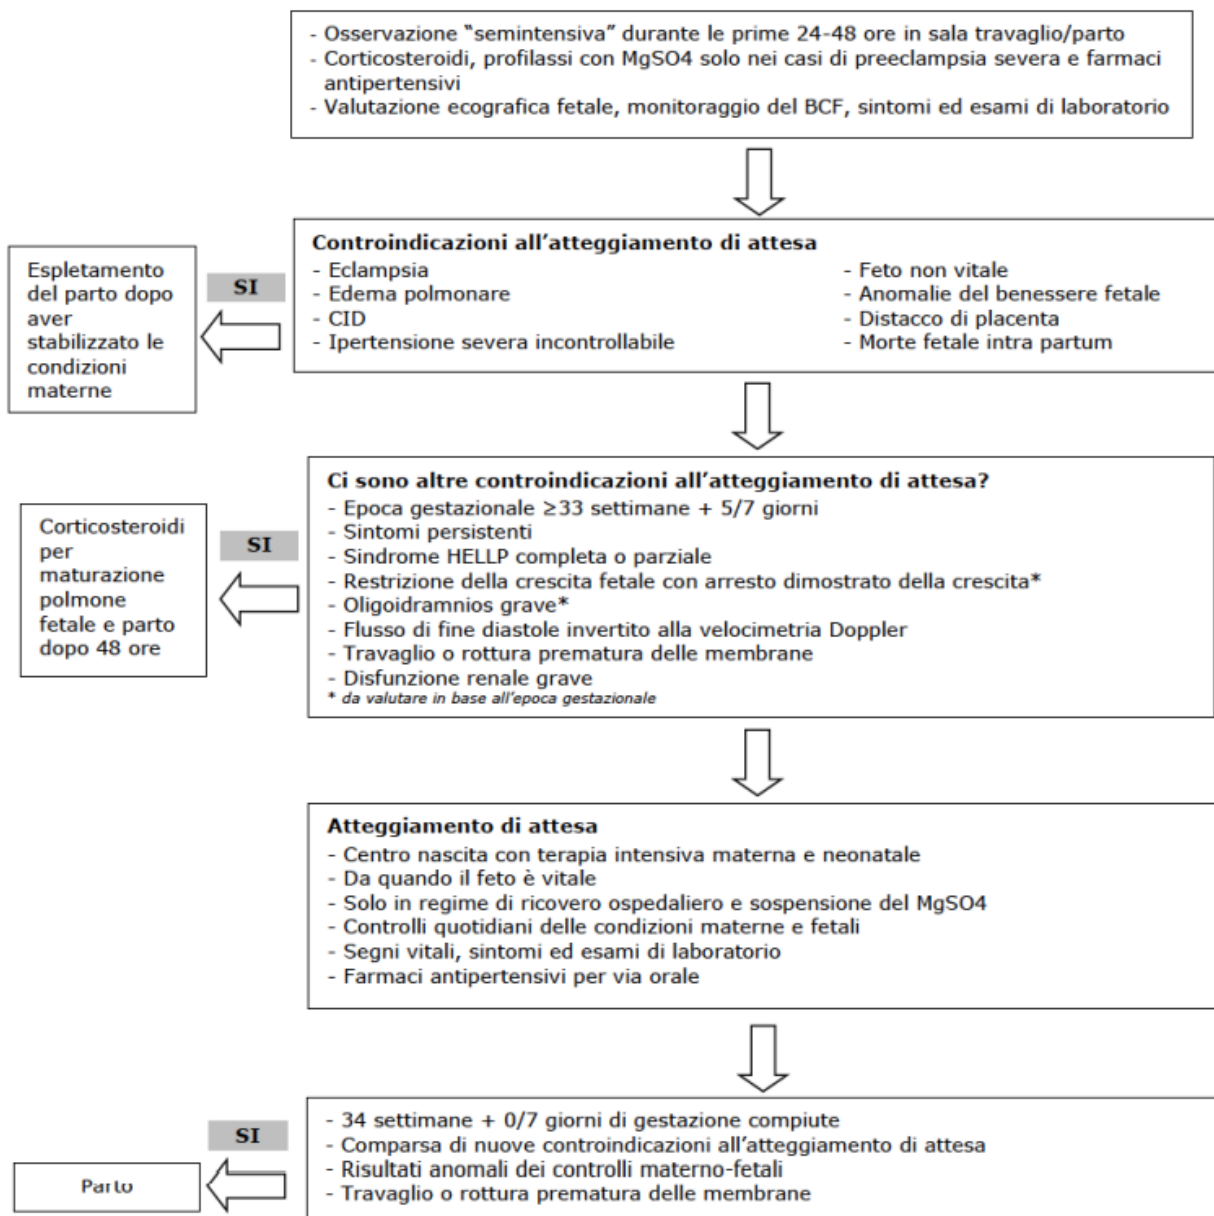 - Osservazione "semintensiva" durante le prime 24-48 ore in sala travaglio/parto
- Corticosteroidi, profilassi con MgSO4 solo nei casi di preeclampsia severa e farmaci
antipertensivi
- Valutazione ecografica fetale, monitoraggio del BCF, sintomi ed esami di laboratorio
Controindicazioni all'atteggiamento di attesa
- Eclampsia
- Edema polmonare
- CID
- Ipertensione severa incontrollabile
- Feto non vitale
- Anomalie del benessere fetale
- Distacco di placenta
- Morte fetale intra partum
SI
Espletamento
del parto dopo
aver
stabilizzato le
condizioni
materne
Ci sono altre controindicazioni all'atteggiamento di attesa?
- Epoca gestazionale ≥33 settimane + 5/7 giorni
- Sintomi persistenti
- Sindrome HELLP completa o parziale
- Restrizione della crescita fetale con arresto dimostrato della crescita*
- Oligoidramnios grave*
- Flusso di fine diastole invertito alla velocimetria Doppler
- Travaglio o rottura prematura delle membrane
- Disfunzione renale grave
* da valutare in base all'epoca gestazionale
SI
Corticosteroidi
per
maturazione
polmone
fetale e parto
dopo 48 ore
Atteggiamento di attesa
- Centro nascita con terapia intensiva materna e neonatale
- Da quando il feto è vitale
- Solo in regime di ricovero ospedaliero e sospensione del MgSO4
- Controlli quotidiani delle condizioni materne e fetali
- Segni vitali, sintomi ed esami di laboratorio
- Farmaci antipertensivi per via orale
- 34 settimane + 0/7 giorni di gestazione compiute
- Comparsa di nuove controindicazioni all'atteggiamento di attesa
- Risultati anomali dei controlli materno-fetali
- Travaglio o rottura prematura delle membrane
SI
Parto